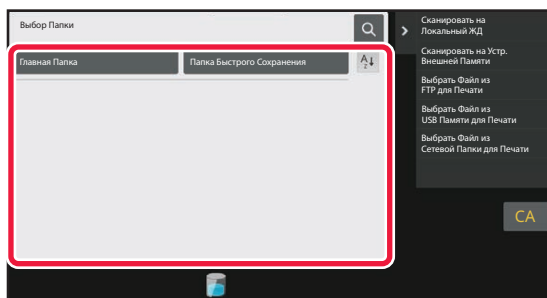 Выбор Папки
Главная Папка
Папка Быстрого Сохранения
A
Z
Сканировать на
Локальный ЖД
Сканировать на Устр.
Внешней Памяти
Выбрать Файл из
FTP для Печати
Выбрать Файл из
USB Памяти для Печати
Выбрать Файл из
Сетевой Папки для Печати
CA